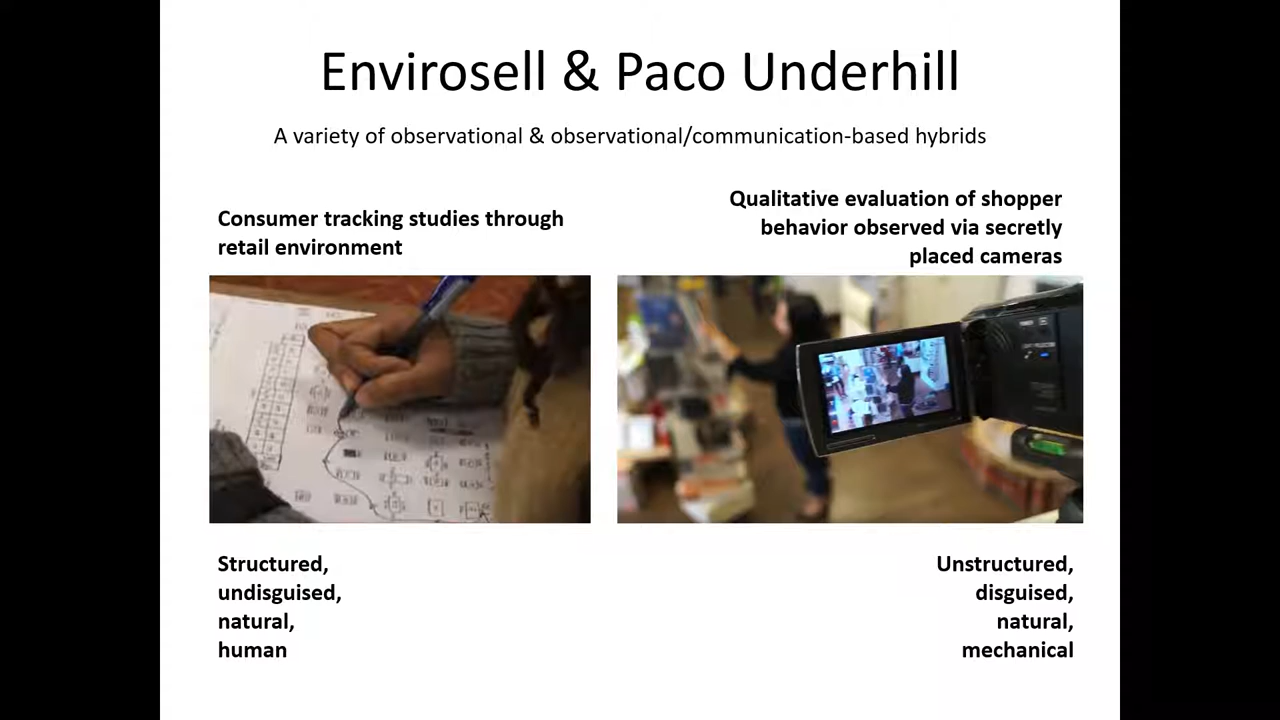 Envirosell & Paco Underhill
A variety of observational & observational/communication-based hybrids
Consumer tracking studies through
retail environment
Qualitative evaluation of shopper
behavior observed via secretly
placed cameras
Structured,
undisguised,
natural,
human
Unstructured,
disguised,
natural,
mechanical